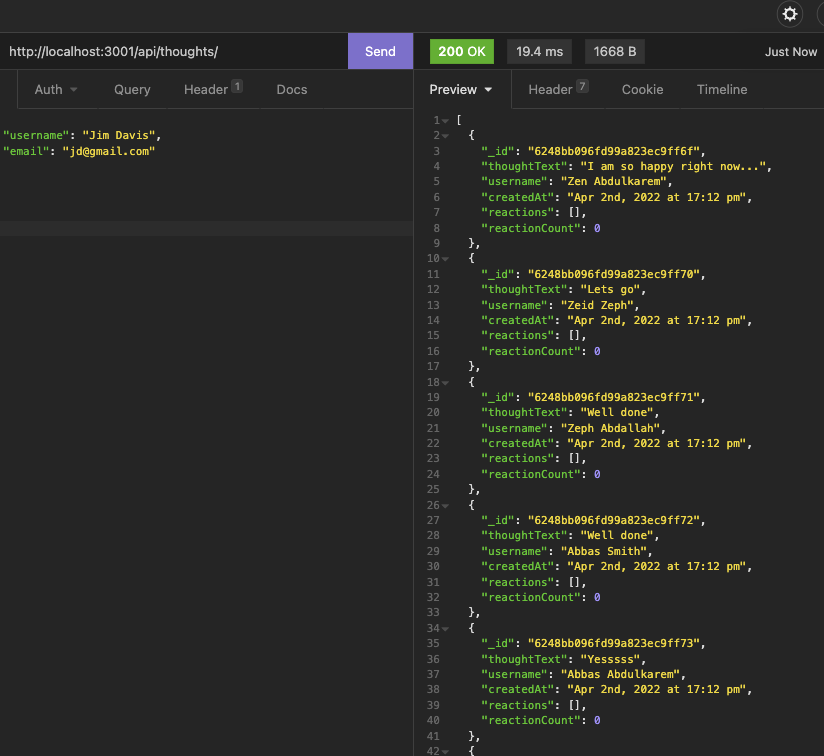 http://localhost:3001/api/thoughts/
Send
200 OK
19.4 ms
1668 B
Just Now
Auth
Query
Header 1
Docs
Preview
Header 7
Cookie
Timeline
"username": "Jim Davis",
"email": "jd@gmail.com"
1 [
2 {
3 "_id": "6248bb096fd99a823ec9ff6f",
4 "thoughtText": "I am so happy right now...",
5 "username": "Zen Abdulkarem",
6 "createdAt": "Apr 2nd, 2022 at 17:12 pm",
7 "reactions": [],
8 "reactionCount": 0
9 },
10 {
11 "_id": "6248bb096fd99a823ec9ff70",
12 "thoughtText": "Lets go",
13 "username": "Zeid Zeph",
14 "createdAt": "Apr 2nd, 2022 at 17:12 pm",
15 "reactions": [],
16 "reactionCount": 0
17 },
18 {
19 "_id": "6248bb096fd99a823ec9ff71",
20 "thoughtText": "Well done",
21 "username": "Zeph Abdallah",
22 "createdAt": "Apr 2nd, 2022 at 17:12 pm",
23 "reactions": [],
24 "reactionCount": 0
25 },
26 {
27 "_id": "6248bb096fd99a823ec9ff72",
28 "thoughtText": "Well done",
29 "username": "Abbas Smith",
30 "createdAt": "Apr 2nd, 2022 at 17:12 pm",
31 "reactions": [],
32 "reactionCount": 0
33 },
34 {
35 "_id": "6248bb096fd99a823ec9ff73",
36 "thoughtText": "Yesssss",
37 "username": "Abbas Abdulkarem",
38 "createdAt": "Apr 2nd, 2022 at 17:12 pm",
39 "reactions": [],
40 "reactionCount": 0
41 },
42 {